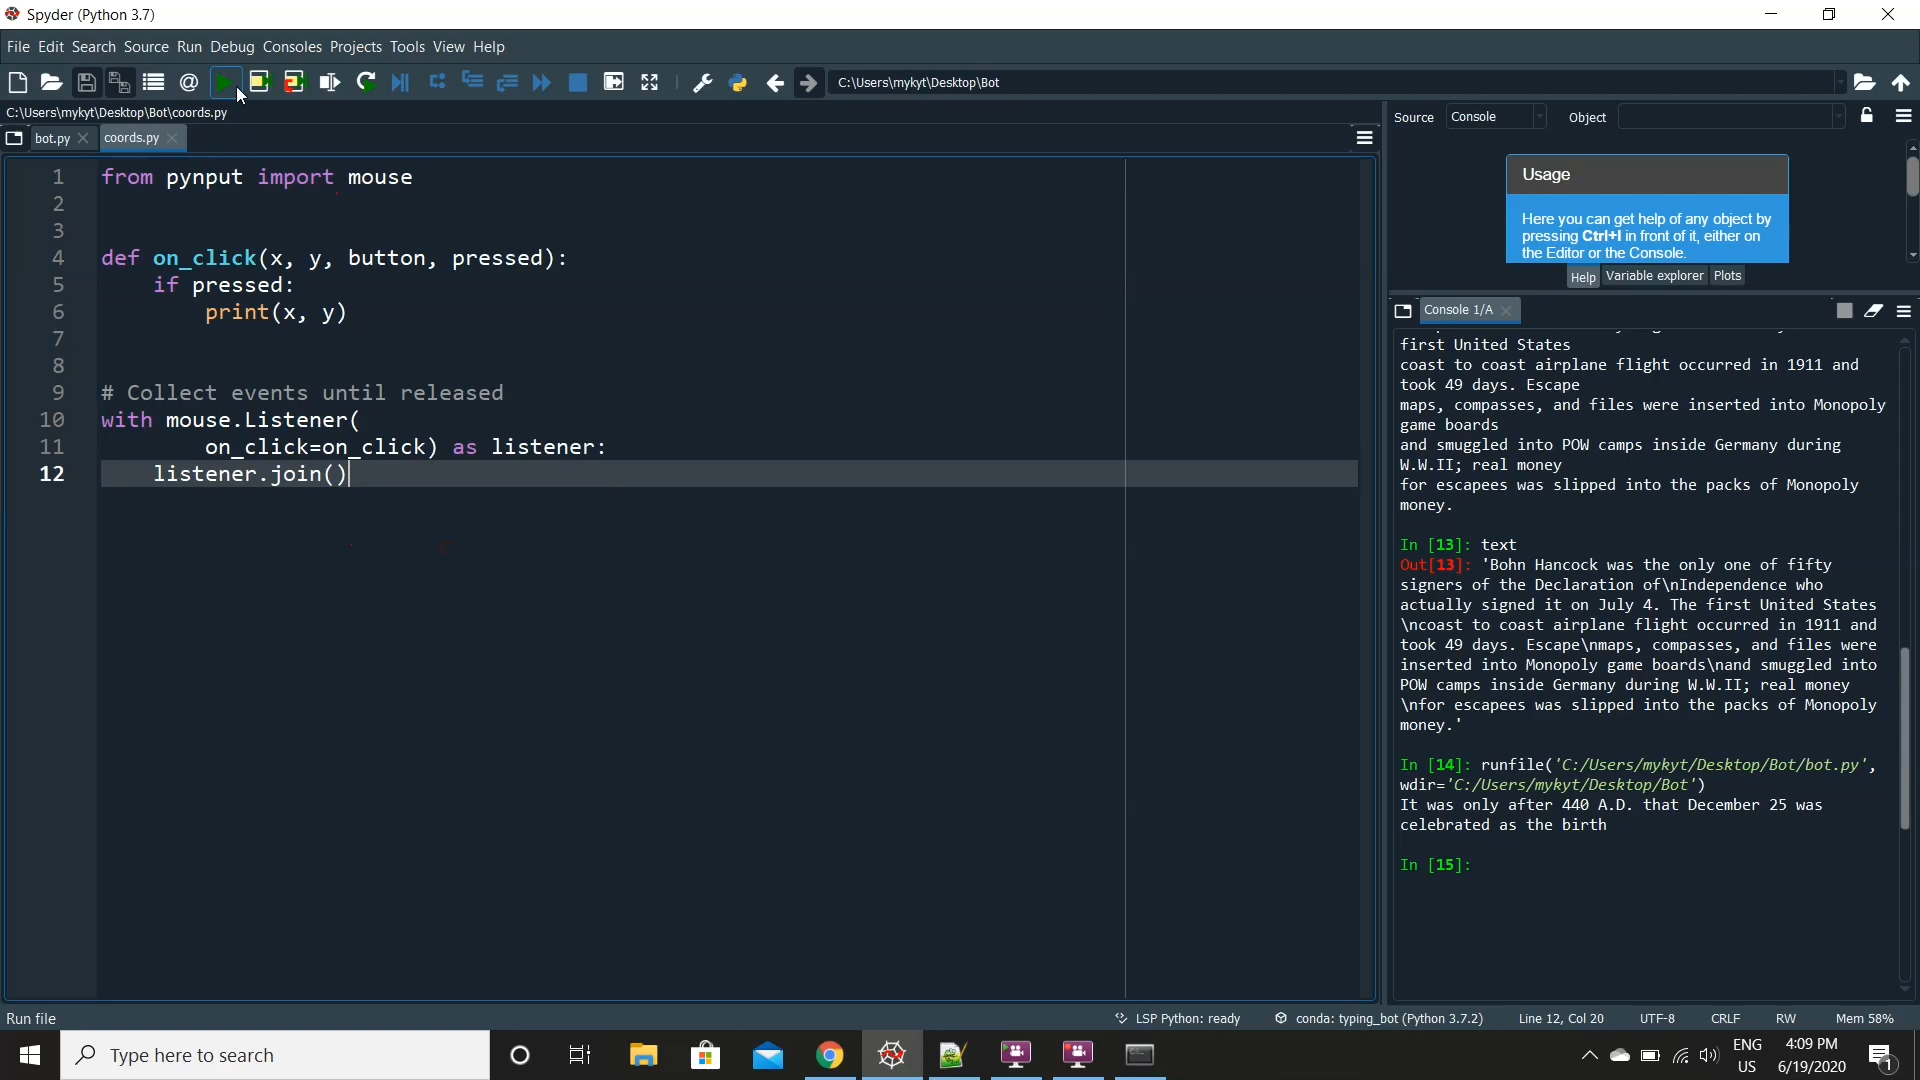 Spyder (Python 3.7)
File Edit Search Source Run Debug Consoles Projects Tools View Help
C:\Users\mykyt\Desktop\Bot
C:\Users\mykyt\Desktop\Bot\coords.py
bot.py
coords.py
1 from pynput import mouse
2
3
4 def on_click(x, y, button, pressed):
5 if pressed:
6 print(x, y)
7
8
9 # Collect events until released
10 with mouse.Listener(
11 on_click=on_click) as listener:
12 listener.join()
Source Console Object
Usage
Here you can get help of any object by
pressing Ctrl+I in front of it, either on
the Editor or the Console.
Help Variable explorer Plots
Console 1/A
first United States
coast to coast airplane flight occurred in 1911 and
took 49 days. Escape
maps, compasses, and files were inserted into Monopoly
game boards
and smuggled into POW camps inside Germany during
W.W.II; real money
for escapees was slipped into the packs of Monopoly
money.
In [13]: text
Out[13]: 'Bohn Hancock was the only one of fifty
signers of the Declaration of\nIndependence who
actually signed it on July 4. The first United States
\ncoast to coast airplane flight occurred in 1911 and
took 49 days. Escape\nmaps, compasses, and files were
inserted into Monopoly game boards\nand smuggled into
POW camps inside Germany during W.W.II; real money
\nfor escapees was slipped into the packs of Monopoly
money.'
In [14]: runfile('C:/Users/mykyt/Desktop/Bot/bot.py',
wdir='C:/Users/mykyt/Desktop/Bot')
It was only after 440 A.D. that December 25 was
celebrated as the birth
In [15]:
Run file
LSP Python: ready
conda: typing_bot (Python 3.7.2)
Line 12, Col 20
UTF-8
CRLF
RW
Mem 58%
Type here to search
ENG
US
4:09 PM
6/19/2020
1